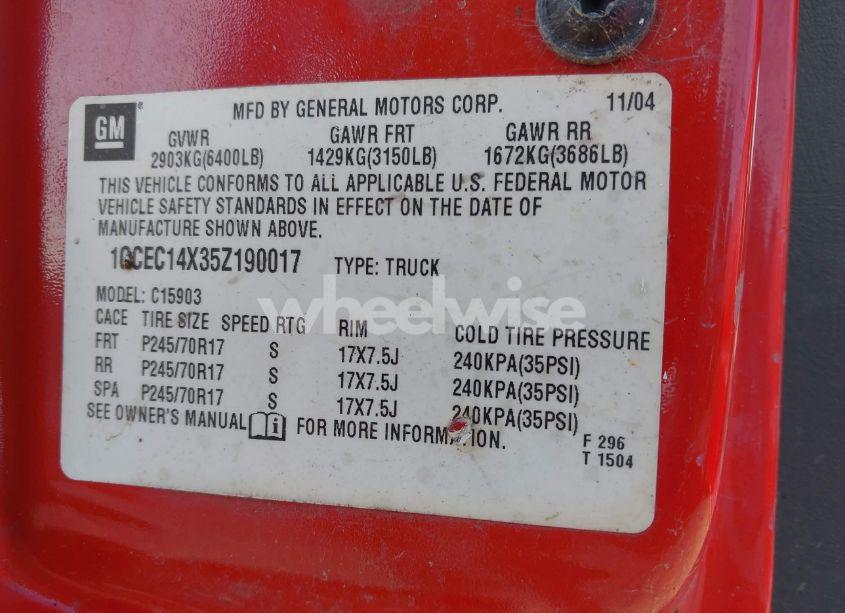 GM
MFD BY GENERAL MOTORS CORP. 11/04
GVWR GAWR FRT GAWR RR
2903KG(6400LB) 1429KG(3150LB) 1672KG(3686LB)
THIS VEHICLE CONFORMS TO ALL APPLICABLE U.S. FEDERAL MOTOR
VEHICLE SAFETY STANDARDS IN EFFECT ON THE DATE OF
MANUFACTURE SHOWN ABOVE.
1GCEC14X35Z190017 TYPE: TRUCK
MODEL: C15903
wheelwise
CACE TIRE SIZE SPEED RTG RIM COLD TIRE PRESSURE
FRT P245/70R17 S 17X7.5J 240KPA(35PSI)
RR P245/70R17 S 17X7.5J 240KPA(35PSI)
SPA P245/70R17 S 17X7.5J 240KPA(35PSI)
SEE OWNER'S MANUAL FOR MORE INFORMATION.
F 296
T 1504